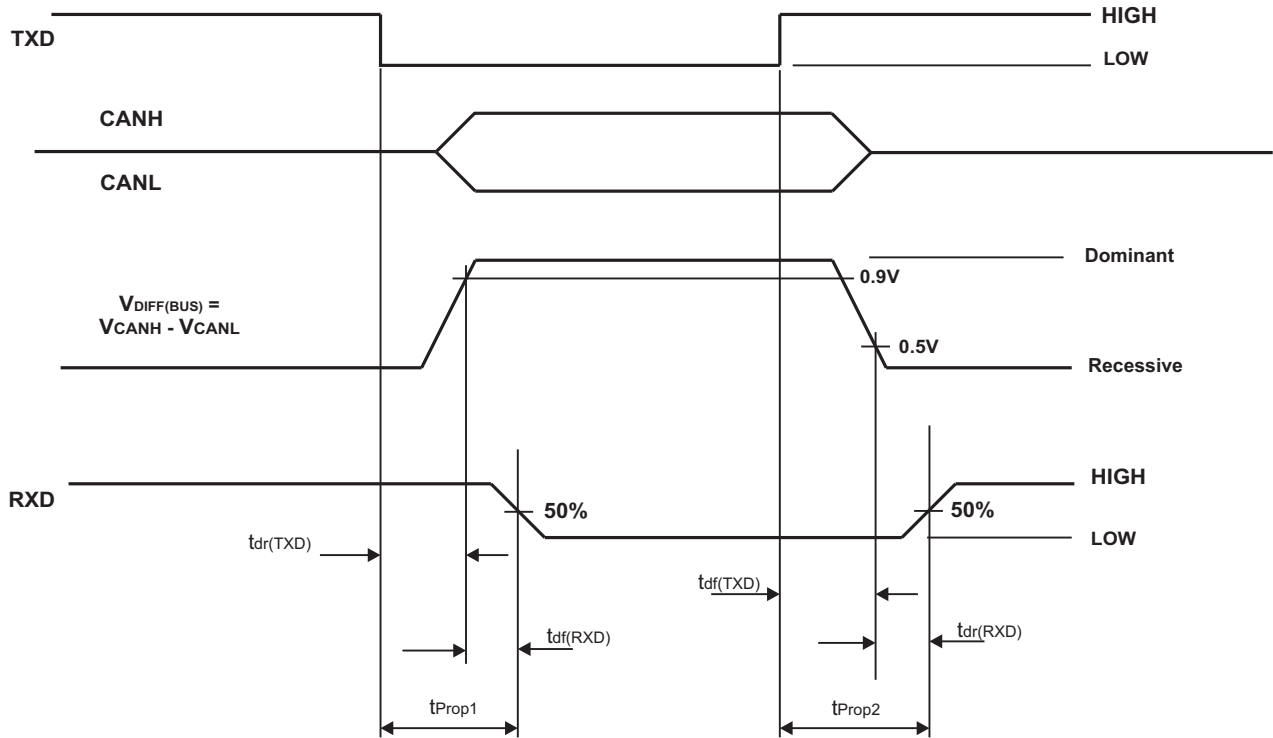 HIGH
TXD
LOW
CANH
CANL
Dominant
0.9V
VDIFF(BUS) =
VCANH - VCANL
0.5V
Recessive
HIGH
RXD
50%
50%
LOW
tdr(TXD)
tdf(TXD)
tdf(RXD)
tdr(RXD)
tProp1
tProp2